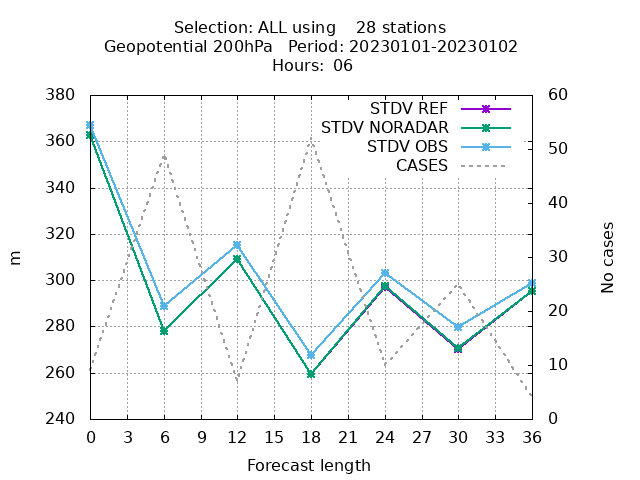 Selection: ALL using    28 stations
Geopotential 200hPa   Period: 20230101-20230102
Hours:  06
380
360
340
320
300
280
260
240
60
50
40
30
20
10
0
STDV REF
STDV NORADAR
STDV OBS
CASES
m
No cases
0 3 6 9 12 15 18 21 24 27 30 33 36
Forecast length